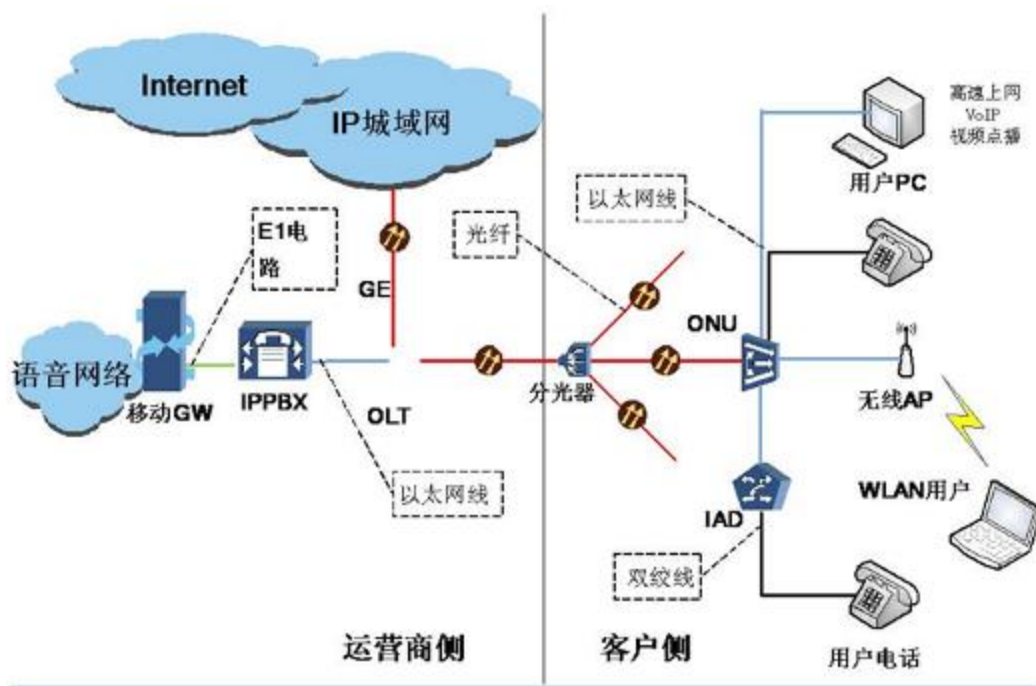 Internet
IP城域网
高速上网
VoIP
视频点播
用户PC
以太网线
光纤
E1电
路
GE
ONU
语音网络
移动GW
IPPBX
OLT
分光器
无线AP
以太网线
IAD
WLAN用户
双绞线
运营商侧
客户侧
用户电话